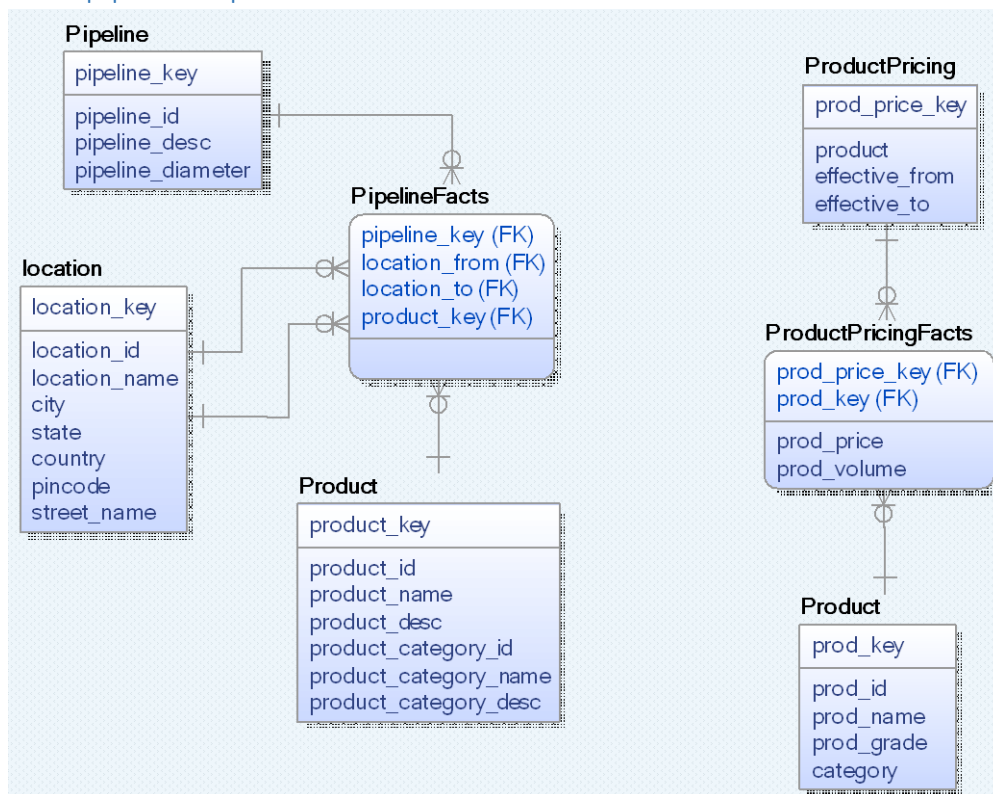 Pipeline
pipeline_key
pipeline_id
pipeline_desc
pipeline_diameter
PipelineFacts
pipeline_key (FK)
location_from (FK)
location_to (FK)
product_key (FK)
location
location_key
location_id
location_name
city
state
country
pincode
street_name
Product
product_key
product_id
product_name
product_desc
product_category_id
product_category_name
product_category_desc
ProductPricing
prod_price_key
product
effective_from
effective_to
ProductPricingFacts
prod_price_key (FK)
prod_key (FK)
prod_price
prod_volume
Product
prod_key
prod_id
prod_name
prod_grade
category